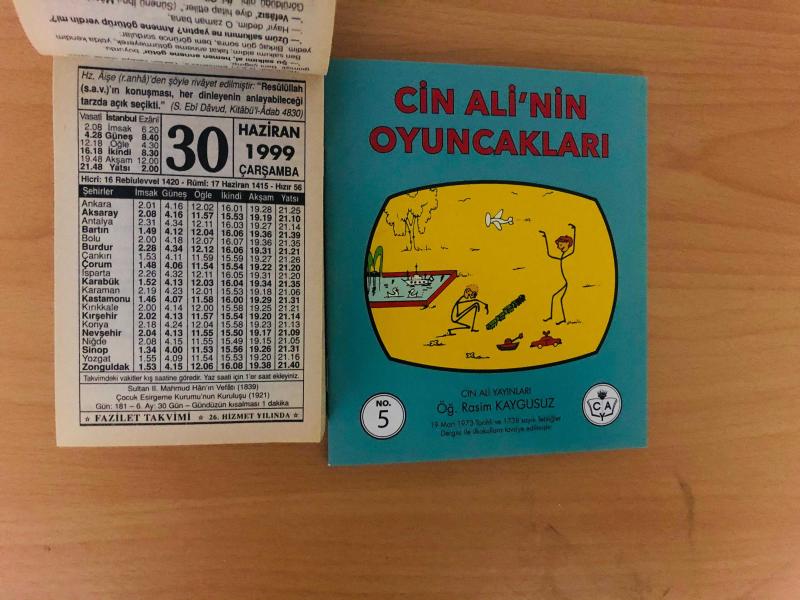 Hz. Âişe (r.anhâ)'den şöyle rivâyet edilmiştir: "Resûlüllah
(s.a.v.)'ın konuşması, her dinleyenin anlayabileceği
tarzda açık seçikti." (S. Ebî Dâvud, Kitâbü'l-Âdab 4830)
Vasatî İstanbul Ezânî
2.08 İmsak 6.20
4.28 Güneş 8.40
12.18 Öğle 4.30
16.18 İkindi 8.30
19.48 Akşam 12.00
21.48 Yatsı 2.00
30
HAZİRAN
1999
ÇARŞAMBA
Hicrî: 16 Rebiulevvel 1420 - Rûmî: 17 Haziran 1415 - Hızır 56
Şehirler İmsak Güneş Öğle İkindi Akşam Yatsı
Ankara 2.01 4.16 12.02 16.01 19.28 21.25
Aksaray 2.08 4.16 11.57 15.53 19.19 21.10
Antalya 2.31 4.34 12.11 16.03 19.27 21.14
Bartın 1.49 4.12 12.04 16.06 19.36 21.39
Bolu 2.00 4.18 12.07 16.07 19.36 21.35
Burdur 2.28 4.34 12.12 16.06 19.31 21.21
Çankırı 1.53 4.11 11.59 15.59 19.27 21.26
Çorum 1.48 4.06 11.54 15.54 19.22 21.20
Isparta 2.26 4.32 12.11 16.05 19.31 21.20
Karabük 1.52 4.13 12.03 16.04 19.34 21.35
Karaman 2.19 4.23 12.01 15.53 19.18 21.06
Kastamonu 1.46 4.07 11.58 16.00 19.29 21.31
Kırıkkale 2.00 4.14 12.00 15.58 19.25 21.21
Kırşehir 2.02 4.13 11.57 15.54 19.20 21.14
Konya 2.18 4.24 12.04 15.58 19.23 21.13
Nevşehir 2.04 4.13 11.55 15.50 19.17 21.09
Niğde 2.08 4.15 11.55 15.49 19.15 21.05
Sinop 1.34 4.00 11.53 15.56 19.26 21.31
Yozgat 1.55 4.09 11.54 15.53 19.20 21.16
Zonguldak 1.53 4.15 12.06 16.08 19.38 21.40
Takvimdeki vakitler kış saatine göredir. Yaz saati için 1'er saat ekleyiniz.
Sultan II. Mahmud Hân'ın Vefâtı (1839)
Çocuk Esirgeme Kurumu'nun Kuruluşu (1921)
Gün: 181 – 6. Ay: 30 Gün – Gündüzün kısalması 1 dakika
FAZİLET TAKVİMİ 26. HİZMET YILINDA
CİN ALİ'NİN
OYUNCAKLARI
NO.
5
CİN ALİ YAYINLARI
Öğ. Rasim KAYGUSUZ
19 Mart 1973 Tarihli ve 1738 sayılı Tebliğler
Dergisi ile ilkokullara tavsiye edilmiştir.
C A
Y